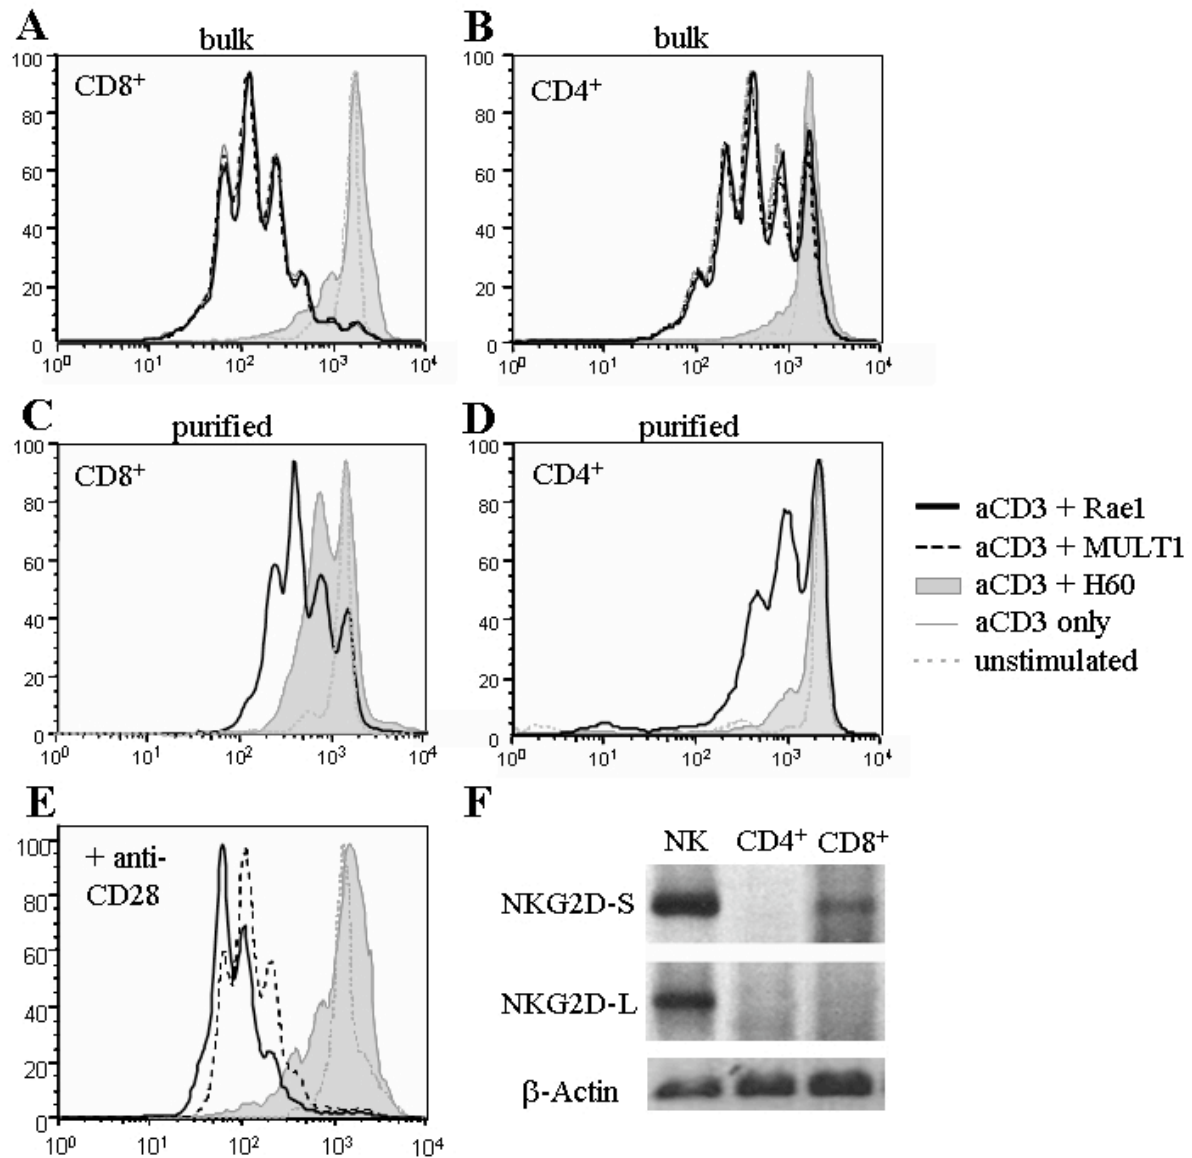 A
bulk
CD8+
100
80
60
40
20
0
10⁰ 10¹ 10² 10³ 10⁴
B
bulk
CD4+
100
80
60
40
20
0
10⁰ 10¹ 10² 10³ 10⁴
C
purified
CD8+
100
80
60
40
20
0
10⁰ 10¹ 10² 10³ 10⁴
D
purified
CD4+
100
80
60
40
20
0
10⁰ 10¹ 10² 10³ 10⁴
aCD3 + Rae1
aCD3 + MULT1
aCD3 + H60
aCD3 only
unstimulated
E
+ anti-
CD28
100
80
60
40
20
0
10⁰ 10¹ 10² 10³ 10⁴
F
NK CD4+ CD8+
NKG2D-S
NKG2D-L
β-Actin